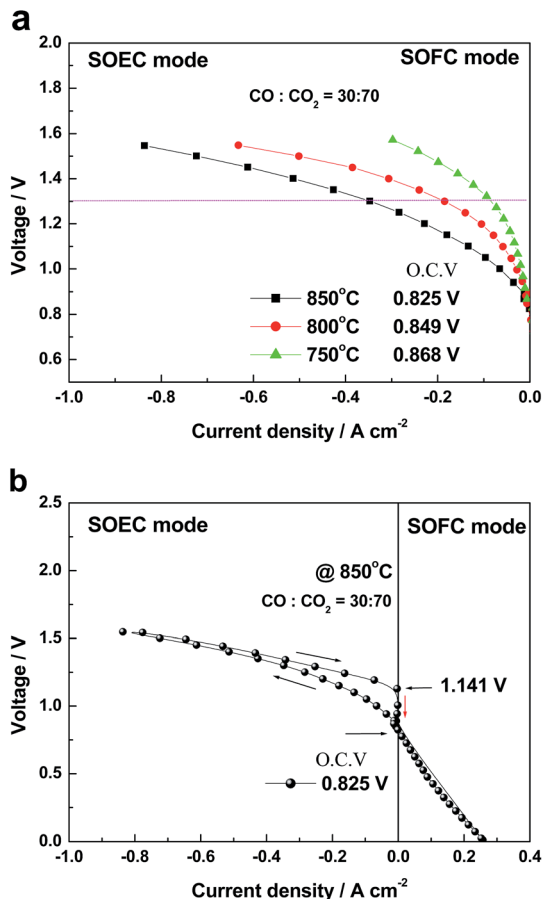 a
2.0
SOEC mode
SOFC mode
1.8
CO : CO2 = 30:70
1.6
1.4
1.2
1.0
0.8
0.6
Voltage / V
O.C.V
850°C 0.825 V
800°C 0.849 V
750°C 0.868 V
-1.0 -0.8 -0.6 -0.4 -0.2 0.0
Current density / A cm-2
b
2.5
SOEC mode
SOFC mode
2.0
@ 850°C
CO : CO2 = 30:70
1.5
1.141 V
1.0
0.5
0.0
Voltage / V
O.C.V
0.825 V
-1.0 -0.8 -0.6 -0.4 -0.2 0.0 0.2 0.4
Current density / A cm-2